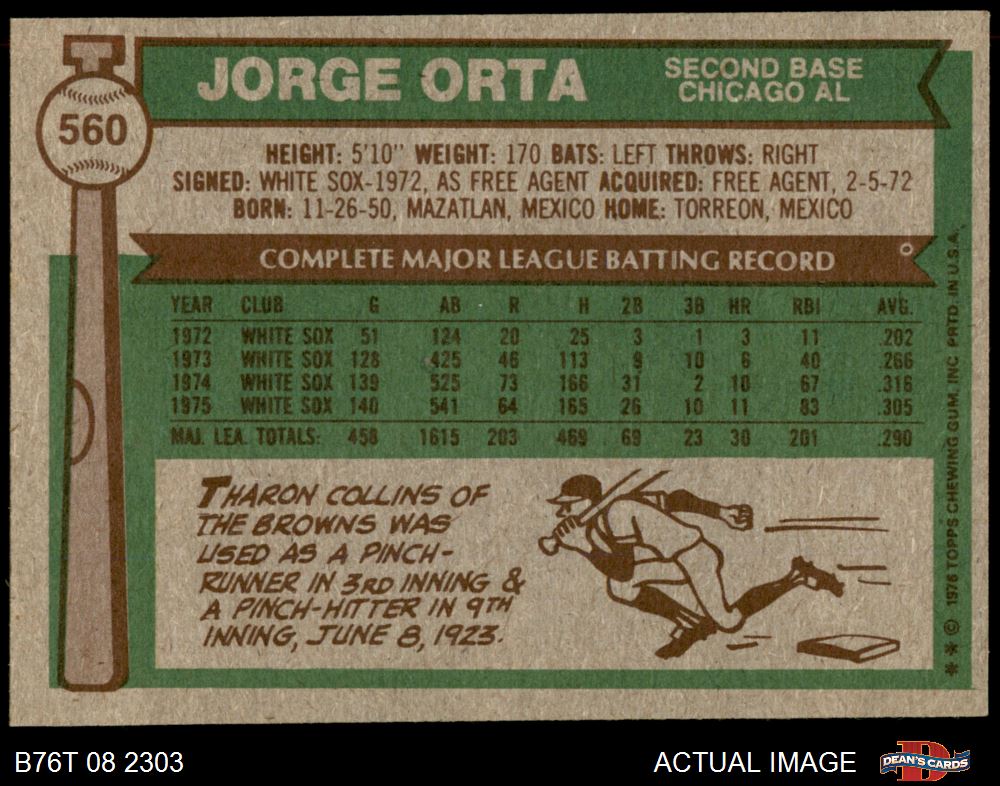 JORGE ORTA
SECOND BASE
CHICAGO AL
560
HEIGHT: 5'10" WEIGHT: 170 BATS: LEFT THROWS: RIGHT
SIGNED: WHITE SOX-1972, AS FREE AGENT ACQUIRED: FREE AGENT, 2-5-72
BORN: 11-26-50, MAZATLAN, MEXICO HOME: TORREON, MEXICO
COMPLETE MAJOR LEAGUE BATTING RECORD
YEAR CLUB G AB R H 2B 3B HR RBI AVG.
1972 WHITE SOX 51 124 20 25 3 1 3 11 .202
1973 WHITE SOX 128 425 46 113 9 10 6 40 .266
1974 WHITE SOX 139 525 73 166 31 2 10 67 .316
1975 WHITE SOX 140 541 64 165 26 10 11 83 .305
MAJ. LEA. TOTALS: 458 1615 203 469 69 23 30 201 .290
THARON COLLINS OF
THE BROWNS WAS
USED AS A PINCH-
RUNNER IN 3RD INNING &
A PINCH-HITTER IN 9TH
INNING, JUNE 8, 1923.
** © 1976 TOPPS CHEWING GUM, INC PRTD. IN U.S.A.
B76T 08 2303
ACTUAL IMAGE
D
DEAN'S CARDS